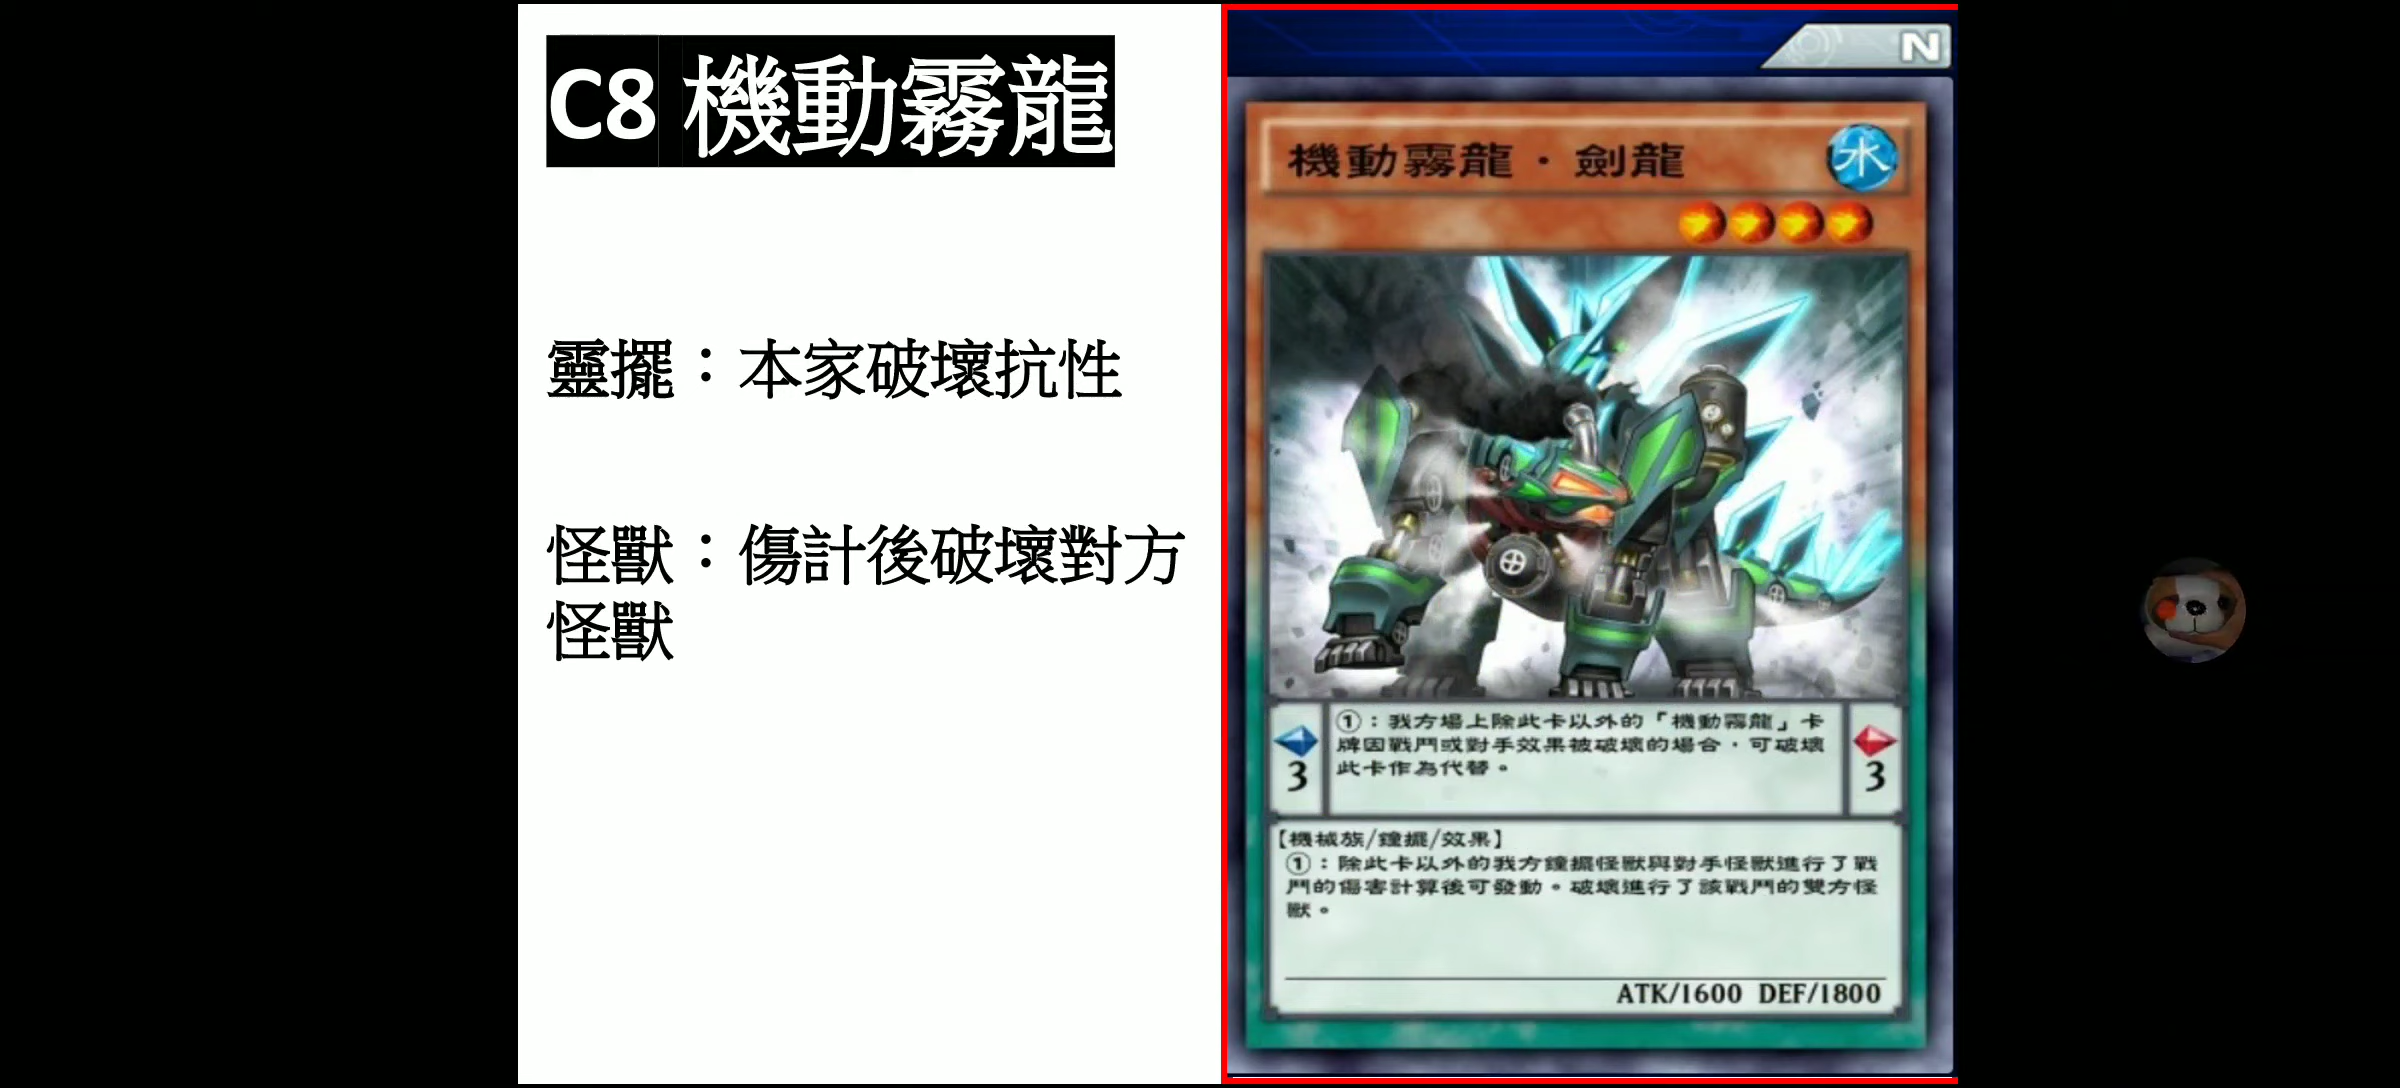 C8 機動霧龍
靈擺：本家破壞抗性
怪獸：傷計後破壞對方
怪獸
N
機動霧龍・劍龍
水
①：我方場上除此卡以外的「機動霧龍」卡
牌因戰鬥或對手效果被破壞的場合，可破壞
此卡作為代替。
3
3
【機械族/鐘擺/效果】
①：除此卡以外的我方鐘擺怪獸與對手怪獸進行了戰
鬥的傷害計算後可發動。破壞進行了該戰鬥的雙方怪
獸。
ATK/1600 DEF/1800